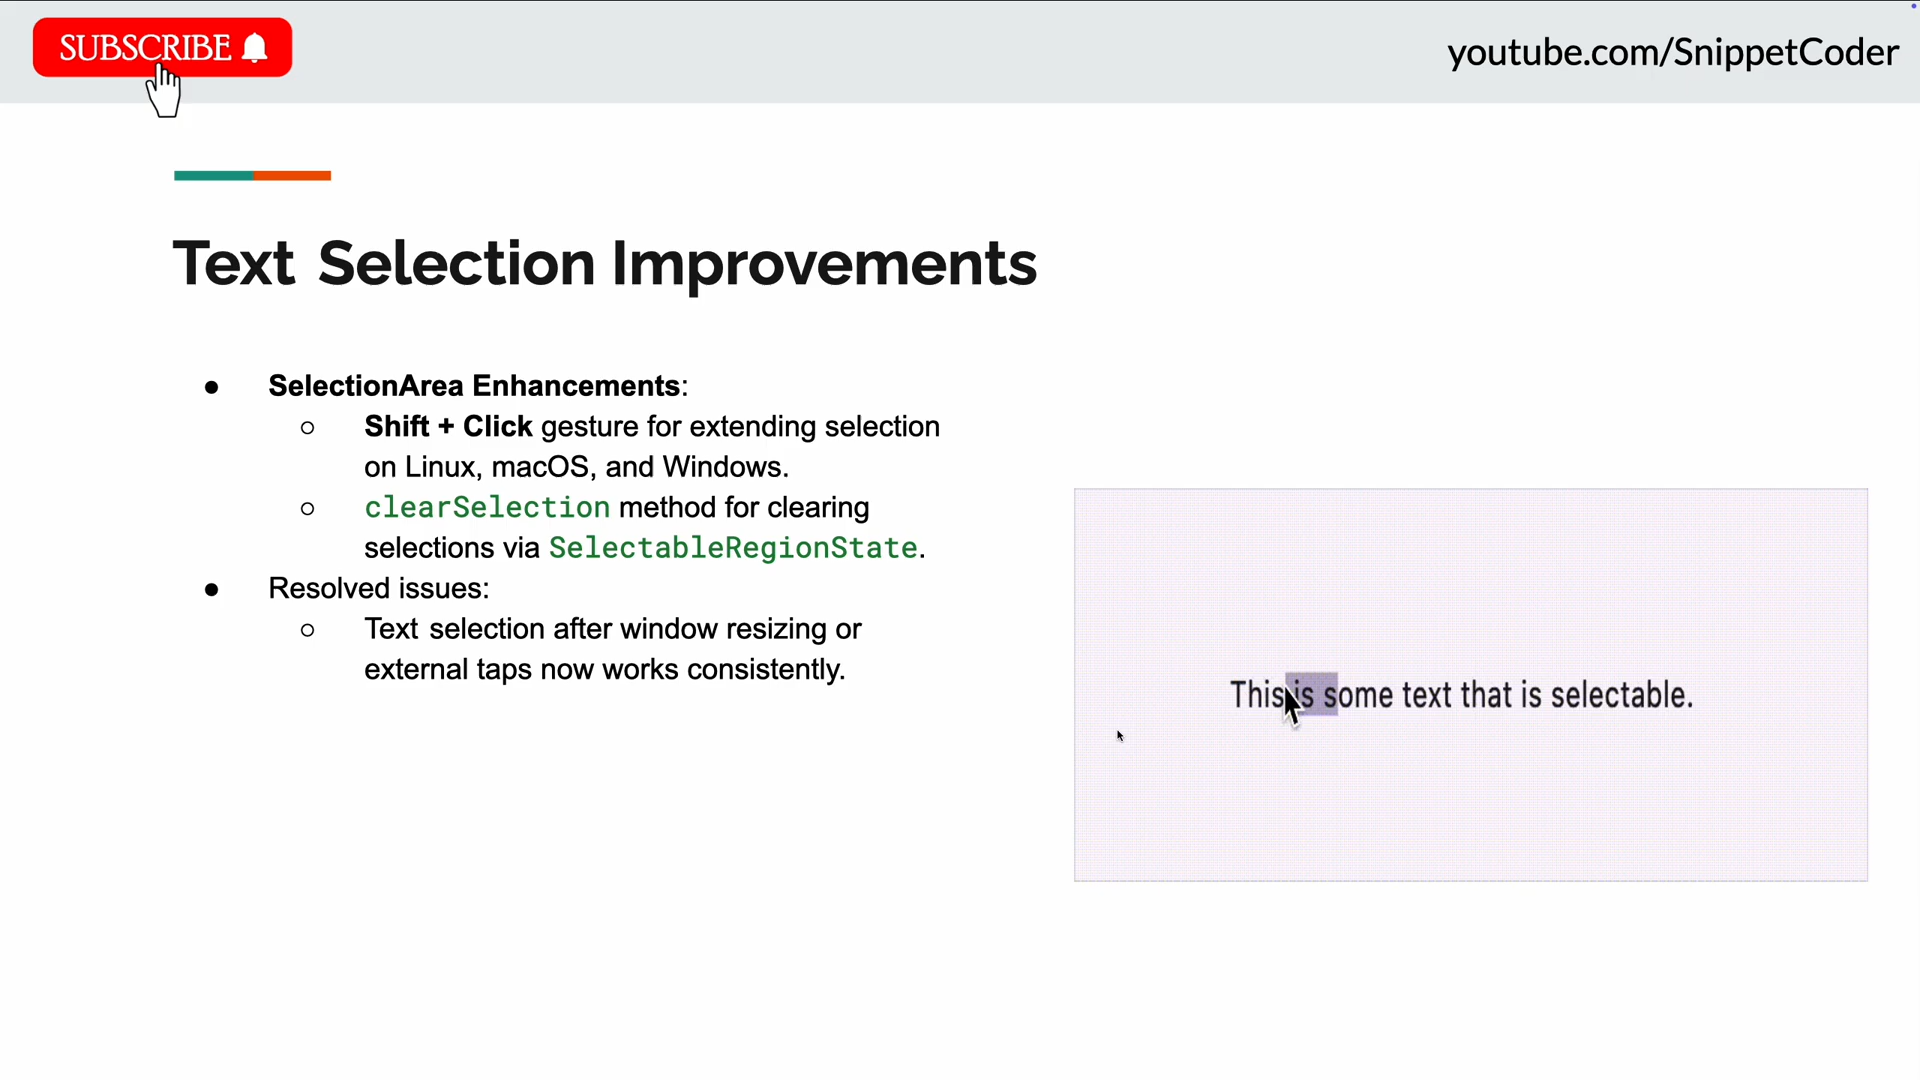 SUBSCRIBE
youtube.com/SnippetCoder
Text Selection Improvements
● SelectionArea Enhancements:
○ Shift + Click gesture for extending selection
on Linux, macOS, and Windows.
○ clearSelection method for clearing
selections via SelectableRegionState.
● Resolved issues:
○ Text selection after window resizing or
external taps now works consistently.
This is some text that is selectable.